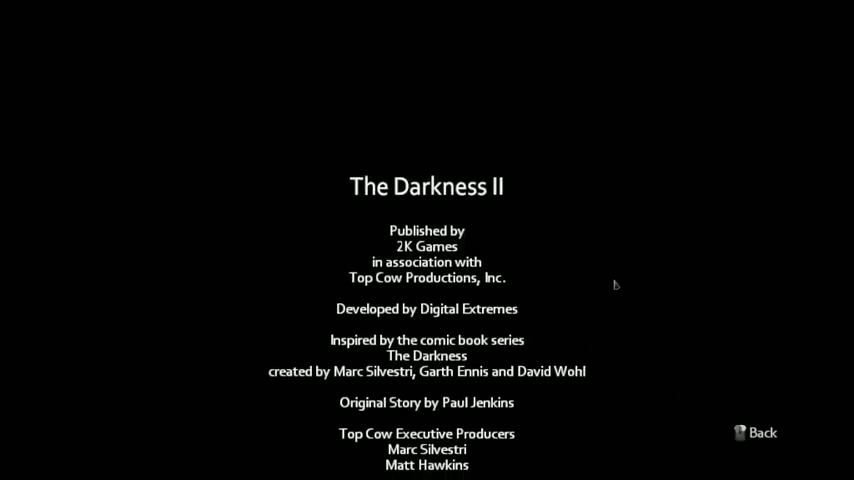 The Darkness II
Published by
2K Games
in association with
Top Cow Productions, Inc.
Developed by Digital Extremes
Inspired by the comic book series
The Darkness
created by Marc Silvestri, Garth Ennis and David Wohl
Original Story by Paul Jenkins
Top Cow Executive Producers
Marc Silvestri
Matt Hawkins
Back